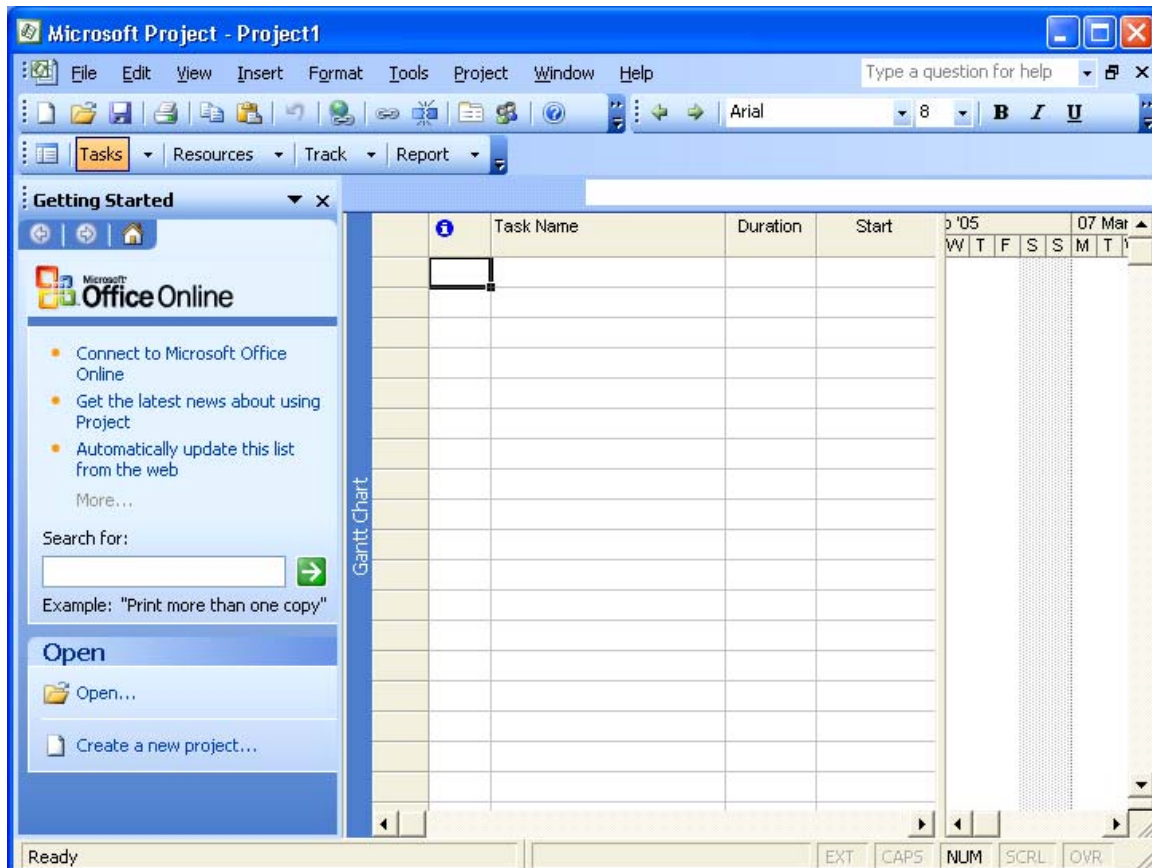 Microsoft Project - Project1
File Edit View Insert Format Tools Project Window Help Type a question for help
Arial 8 B I U
Tasks Resources Track Report
Getting Started
Microsoft
Office Online
Connect to Microsoft Office
Online
Get the latest news about using
Project
Automatically update this list
from the web
More...
Search for:
Example: "Print more than one copy"
Open
Open...
Create a new project...
Gantt Chart
Task Name Duration Start '05 07 Mar
W T F S S M T
Ready EXT CAPS NUM SCRL OVR